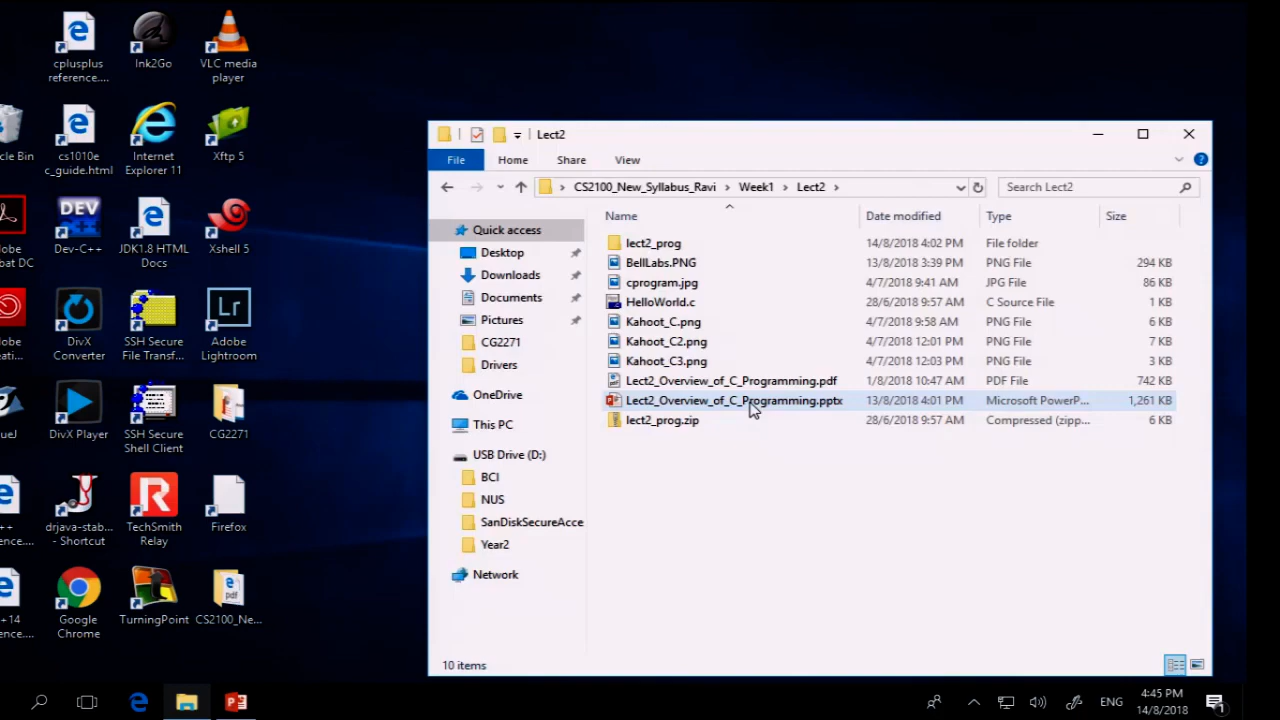 cplusplus
reference....
Ink2Go
VLC media
player
cle Bin
cs1010e
c_guide.html
Internet
Explorer 11
Xftp 5
dobe
bat DC
DEV
Dev-C++
JDK1.8 HTML
Docs
Xshell 5
DivX
Converter
SSH Secure
File Transf...
Lr
Adobe
Lightroom
DivX Player
SSH Secure
Shell Client
CG2271
++
ence....
drjava-stab...
- Shortcut
TechSmith
Relay
Firefox
+14
ence....
Google
Chrome
TurningPoint
pdf
CS2100_Ne...
Lect2
File
Home
Share
View
CS2100_New_Syllabus_Ravi
Week1
Lect2
Search Lect2
Quick access
Desktop
Downloads
Documents
Pictures
CG2271
Drivers
OneDrive
This PC
USB Drive (D:)
BCI
NUS
SanDiskSecureAcce
Year2
Network
Name Date modified Type Size
lect2_prog 14/8/2018 4:02 PM File folder
BellLabs.PNG 13/8/2018 3:39 PM PNG File 294 KB
cprogram.jpg 4/7/2018 9:41 AM JPG File 86 KB
HelloWorld.c 28/6/2018 9:57 AM C Source File 1 KB
Kahoot_C.png 4/7/2018 9:58 AM PNG File 6 KB
Kahoot_C2.png 4/7/2018 12:01 PM PNG File 7 KB
Kahoot_C3.png 4/7/2018 12:03 PM PNG File 3 KB
Lect2_Overview_of_C_Programming.pdf 1/8/2018 10:47 AM PDF File 742 KB
Lect2_Overview_of_C_Programming.pptx 13/8/2018 4:01 PM Microsoft PowerP... 1,261 KB
lect2_prog.zip 28/6/2018 9:57 AM Compressed (zipp... 6 KB
10 items
ENG
4:45 PM
14/8/2018
1